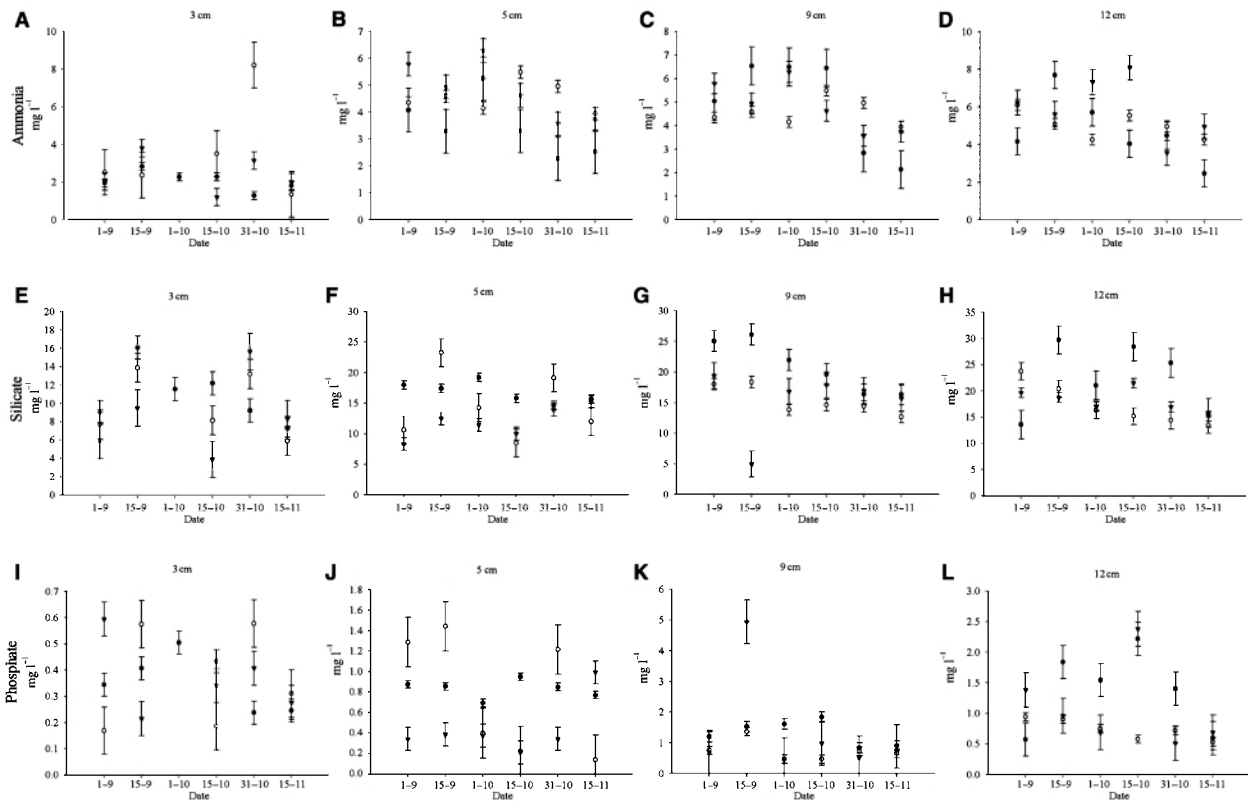 A 3 cm
10
8
6
4
2
0
Ammonia
mg l⁻¹
1–9 15–9 1–10 15–10 31–10 15–11
Date
B 5 cm
7
6
5
4
3
2
1
0
mg l⁻¹
1–9 15–9 1–10 15–10 31–10 15–11
Date
C 9 cm
8
7
6
5
4
3
2
1
0
mg l⁻¹
1–9 15–9 1–10 15–10 31–10 15–11
Date
D 12 cm
10
8
6
4
2
0
mg l⁻¹
1–9 15–9 1–10 15–10 31–10 15–11
Date
E 3 cm
20
18
16
14
12
10
8
6
4
2
0
Silicate
mg l⁻¹
1–9 15–9 1–10 15–10 31–10 15–11
Date
F 5 cm
30
25
20
15
10
5
0
mg l⁻¹
1–9 15–9 1–10 15–10 31–10 15–11
Date
G 9 cm
30
25
20
15
10
5
0
mg l⁻¹
1–9 15–9 1–10 15–10 31–10 15–11
Date
H 12 cm
35
30
25
20
15
10
5
0
mg l⁻¹
1–9 15–9 1–10 15–10 31–10 15–11
Date
I 3 cm
0.7
0.6
0.5
0.4
0.3
0.2
0.1
0.0
Phosphate
mg l⁻¹
1–9 15–9 1–10 15–10 31–10 15–11
Date
J 5 cm
1.8
1.6
1.4
1.2
1.0
0.8
0.6
0.4
0.2
0.0
mg l⁻¹
1–9 15–9 1–10 15–10 31–10 15–11
Date
K 9 cm
6
5
4
3
2
1
0
mg l⁻¹
1–9 15–9 1–10 15–10 31–10 15–11
Date
L 12 cm
3.0
2.5
2.0
1.5
1.0
0.5
0.0
mg l⁻¹
1–9 15–9 1–10 15–10 31–10 15–11
Date